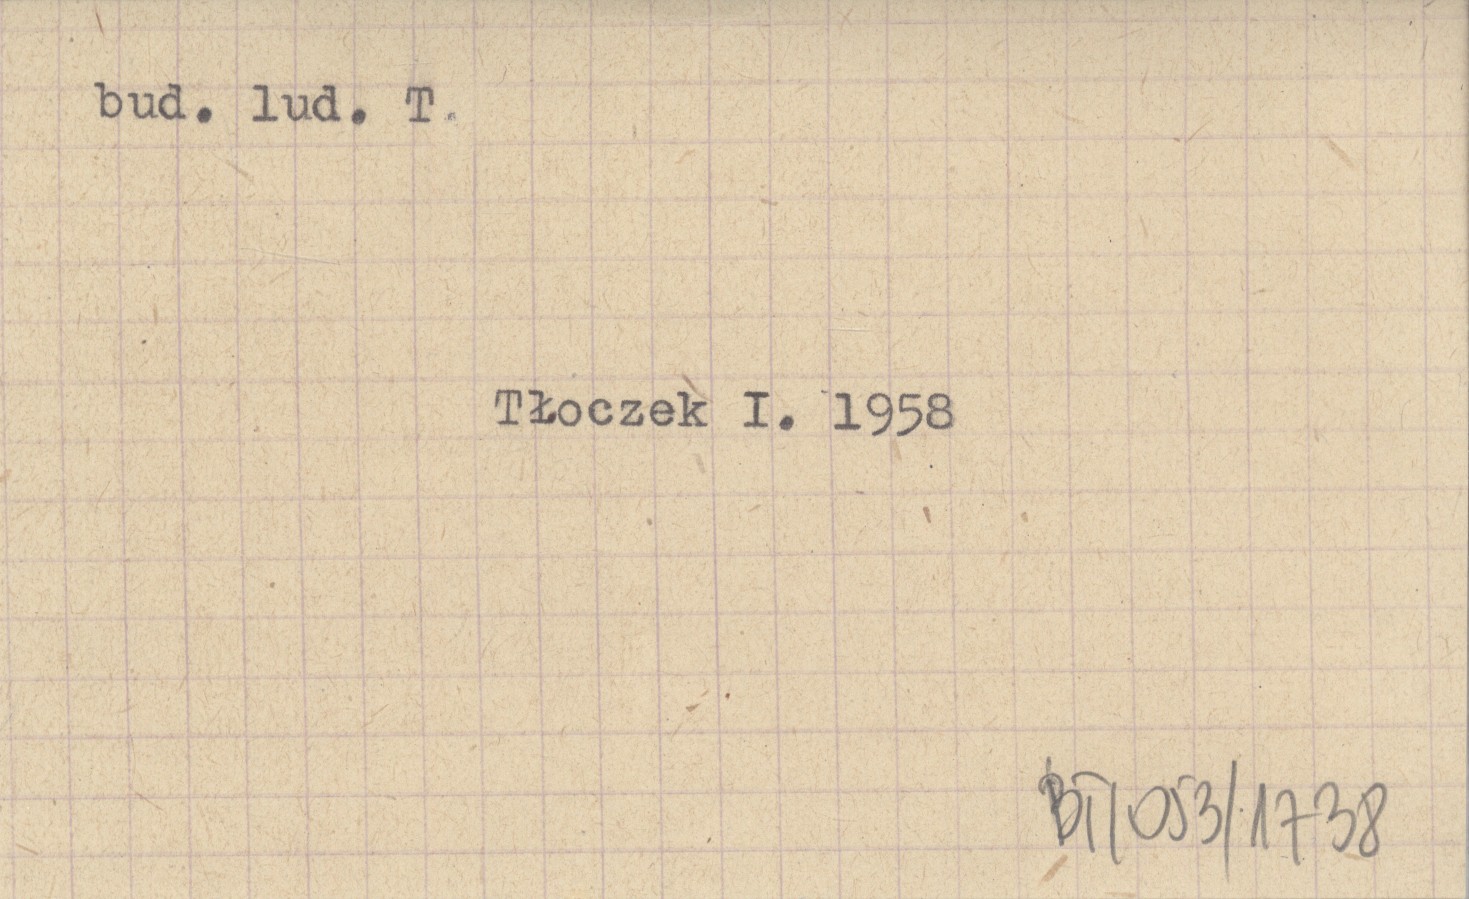 bud. lud. T.
Tłoczek I. 1958
BT/053/1738